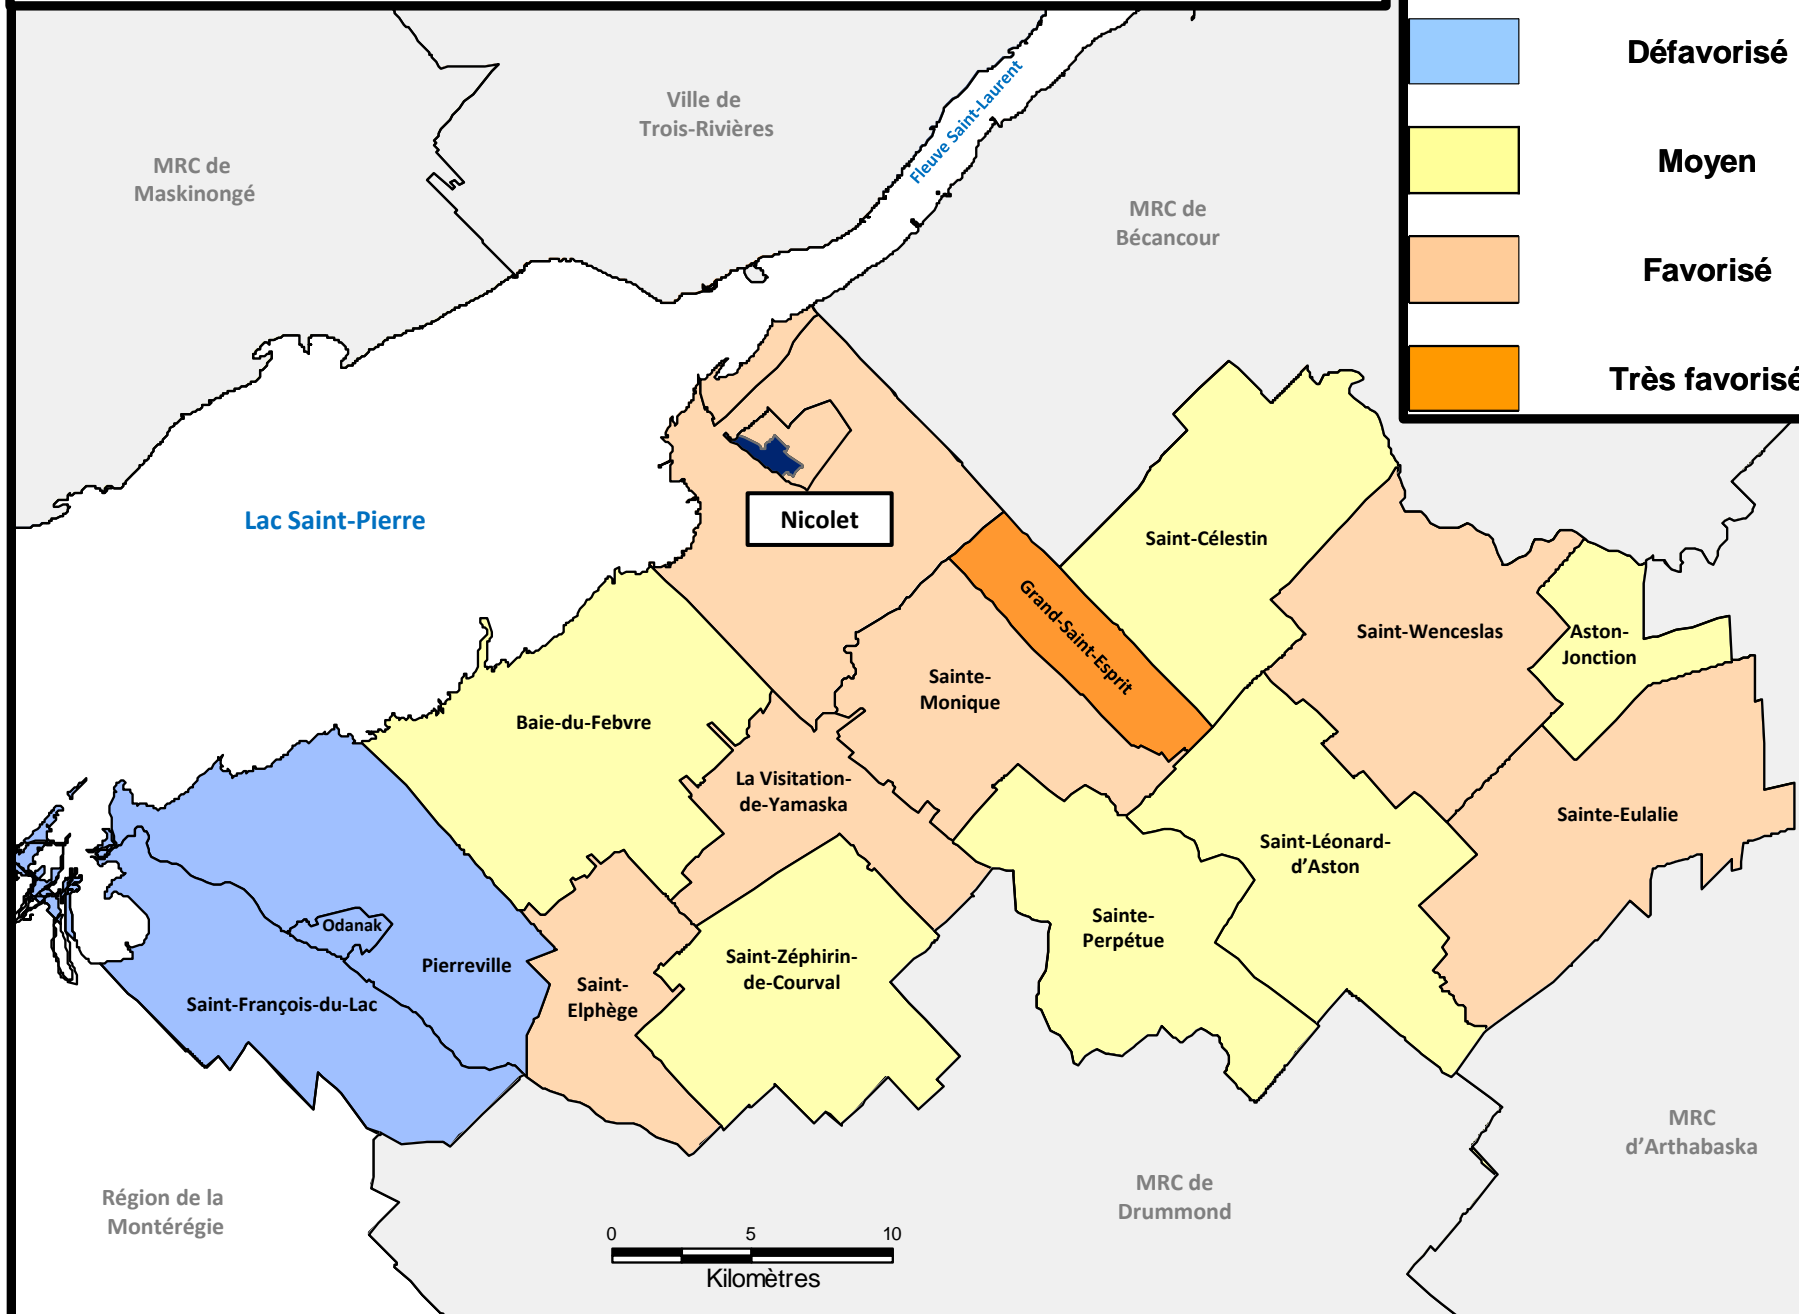 Défavorisé
Moyen
Favorisé
Très favorisé
Ville de
Trois-Rivières
MRC de
Maskinongé
Fleuve Saint-Laurent
MRC de
Bécancour
Lac Saint-Pierre
Nicolet
Saint-Célestin
Grand-Saint-Esprit
Saint-Wenceslas
Aston-
Jonction
Sainte-
Monique
Baie-du-Febvre
La Visitation-
de-Yamaska
Sainte-Eulalie
Saint-Léonard-
d'Aston
Sainte-
Perpétue
Odanak
Pierreville
Saint-Zéphirin-
de-Courval
Saint-
Elphège
Saint-François-du-Lac
MRC
d'Arthabaska
Région de la
Montérégie
MRC de
Drummond
0 5 10
Kilomètres